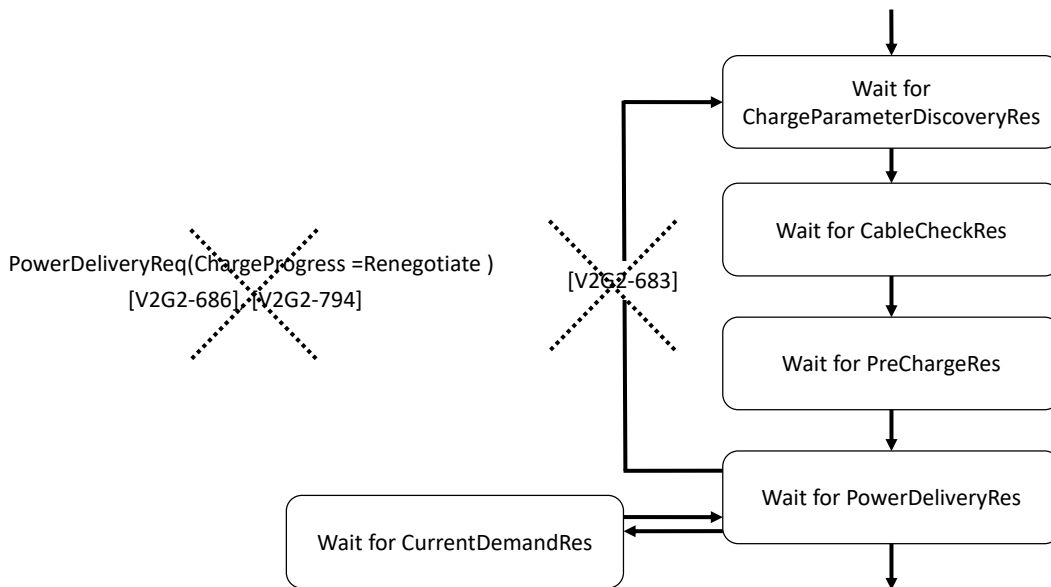 Wait for
ChargeParameterDiscoveryRes
Wait for CableCheckRes
PowerDeliveryReq(ChargeProgress =Renegotiate )
[V2G2-686], [V2G2-794]
[V2G2-683]
Wait for PreChargeRes
Wait for PowerDeliveryRes
Wait for CurrentDemandRes